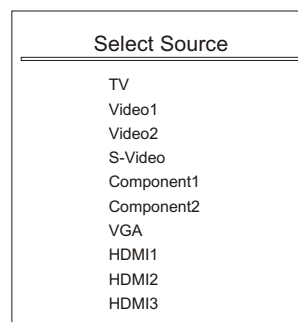 Select Source
TV
Video1
Video2
S-Video
Component1
Component2
VGA
HDMI1
HDMI2
HDMI3